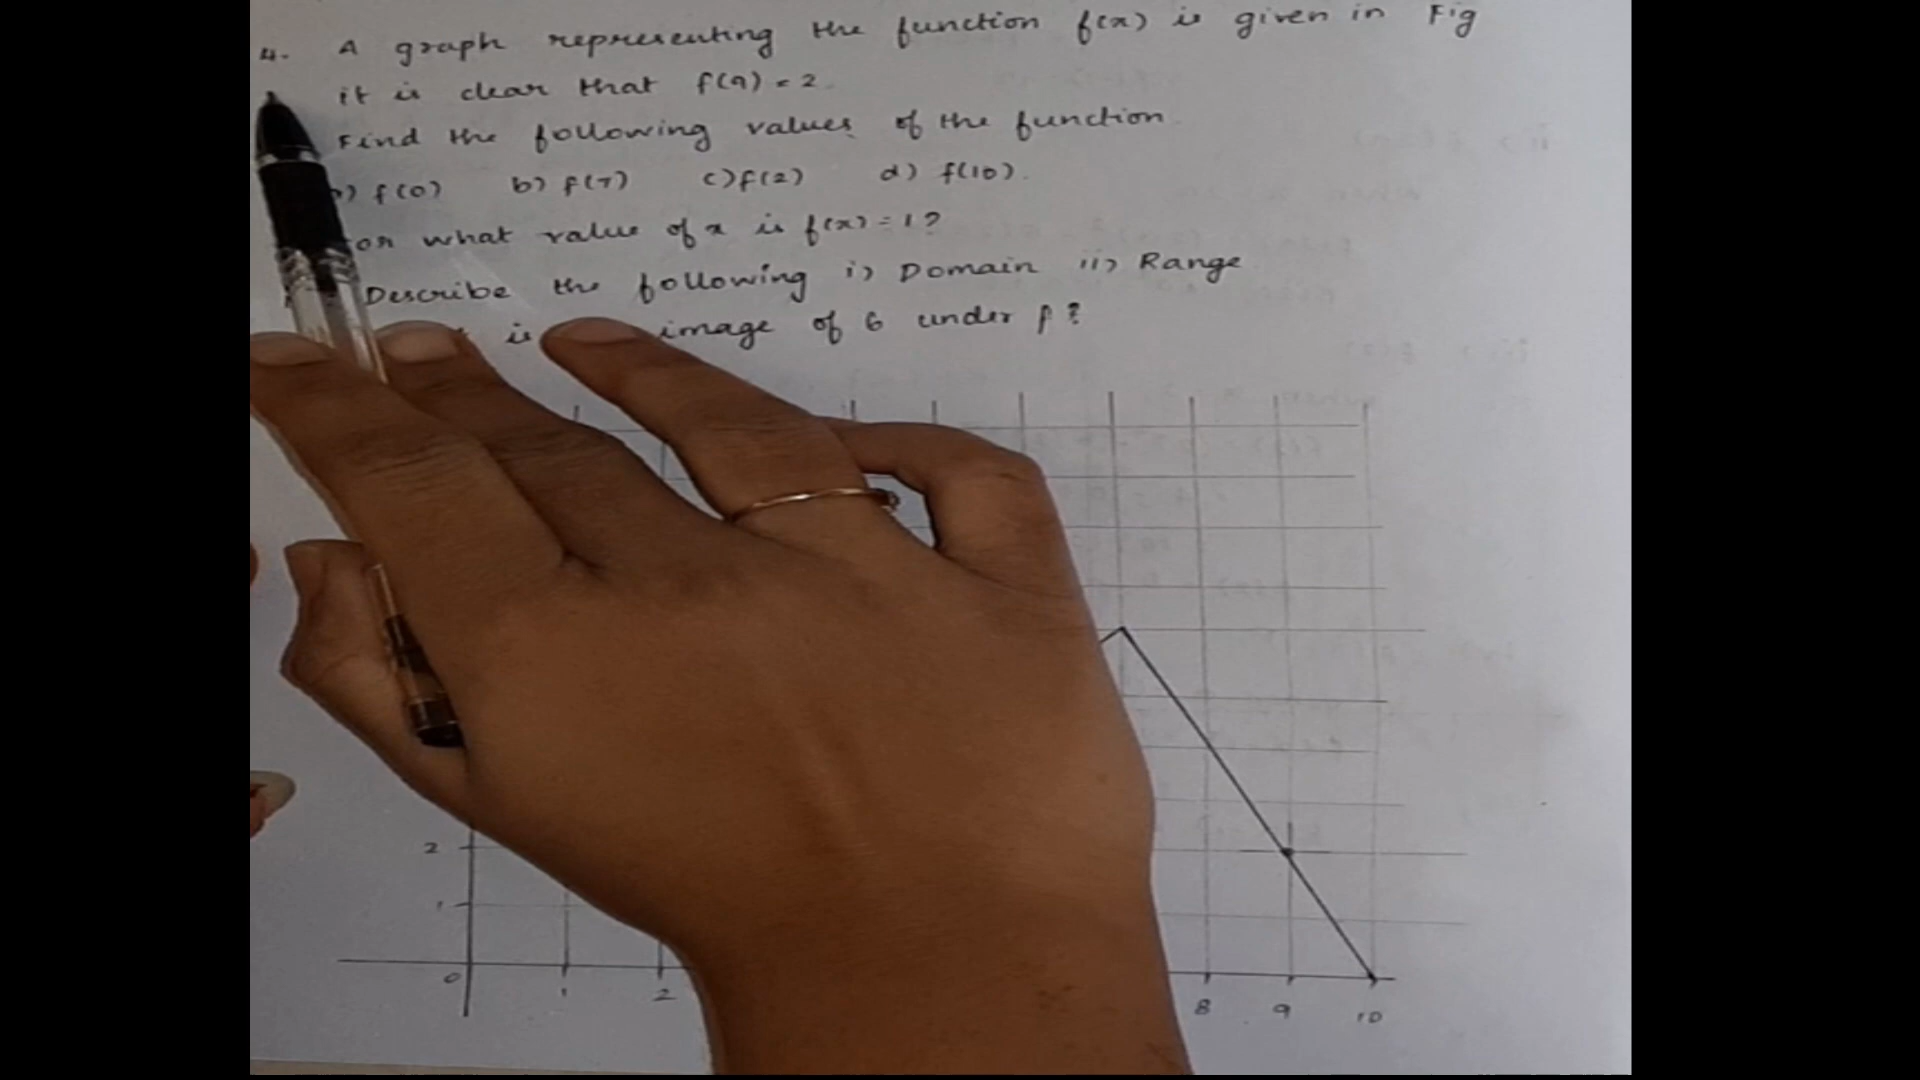 4. A graph representing the function f(x) is given in Fig
it is clear that f(9) = 2
Find the following values of the function
f(0) b) f(7) c) f(2) d) f(10).
what value of x is f(x) = 1?
Describe the following i) Domain ii) Range
is image of 6 under f?
2
1
0 1 2 8 9 10